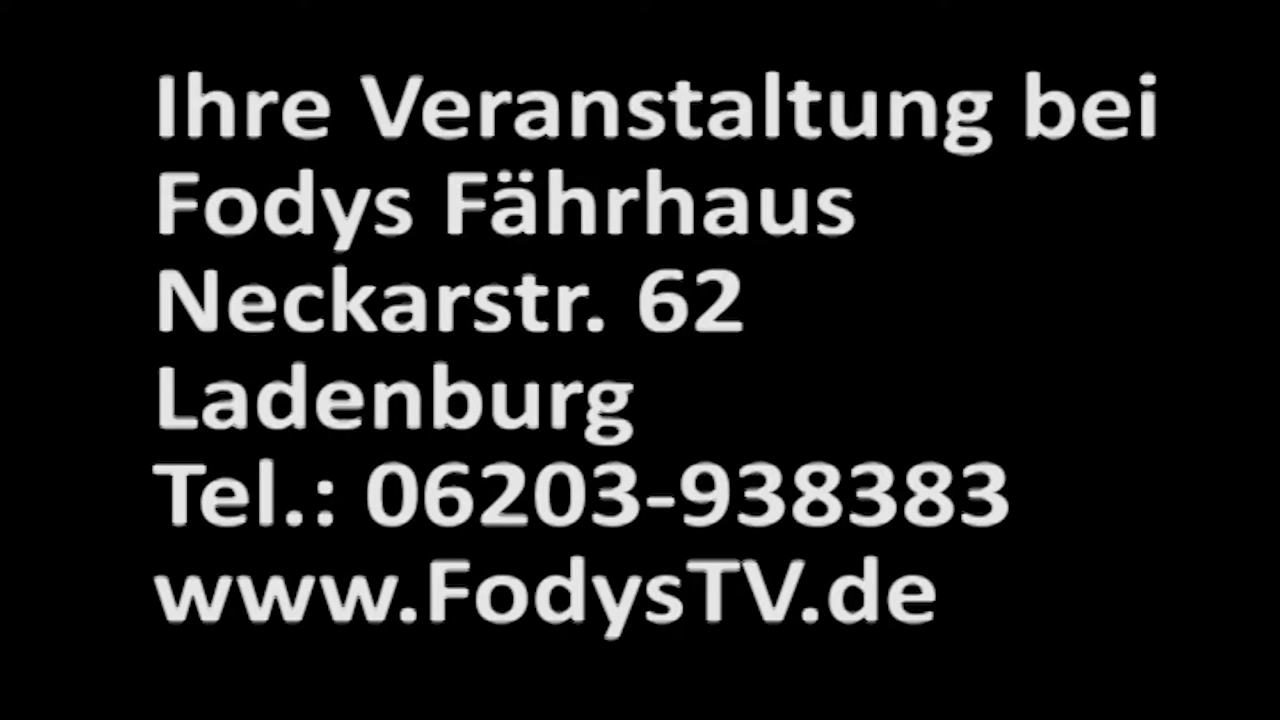 Ihre Veranstaltung bei
Fodys Fährhaus
Neckarstr. 62
Ladenburg
Tel.: 06203-938383
www.FodysTV.de